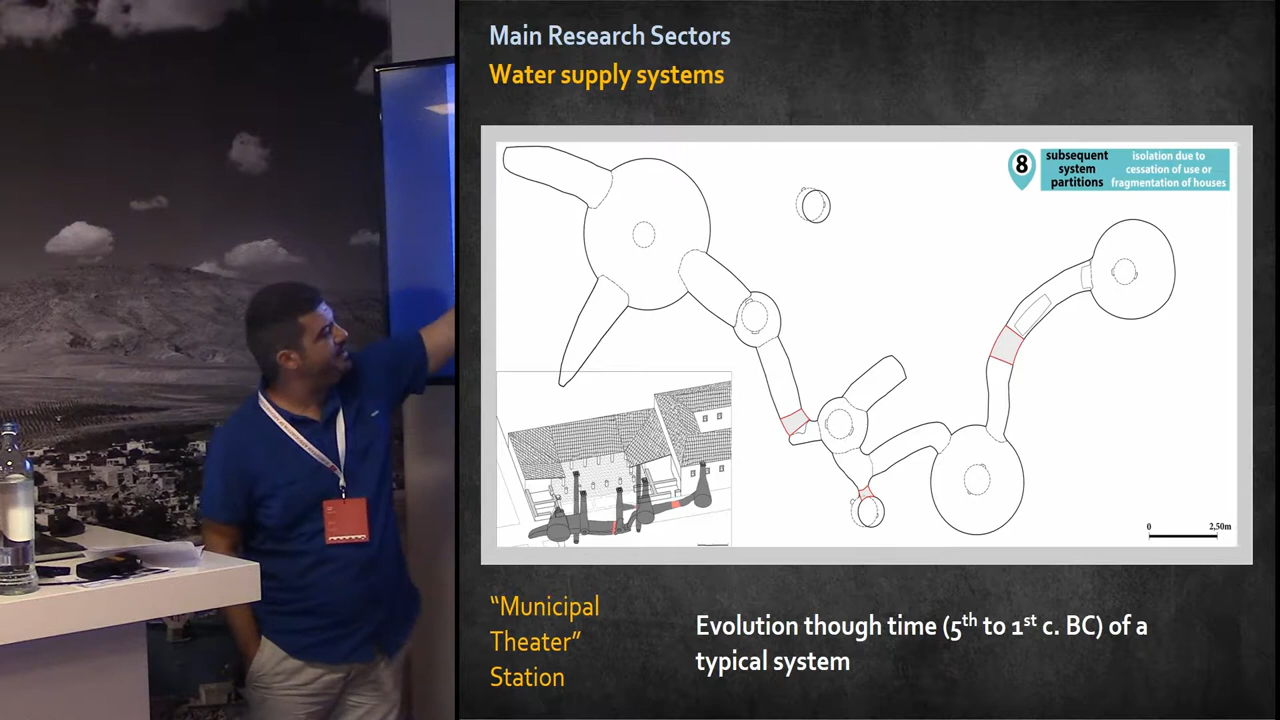 Main Research Sectors
Water supply systems
8
subsequent
system
partitions
isolation due to
cessation of use or
fragmentation of houses
0
2,50m
“Municipal
Theater”
Station
Evolution though time (5th to 1st c. BC) of a
typical system